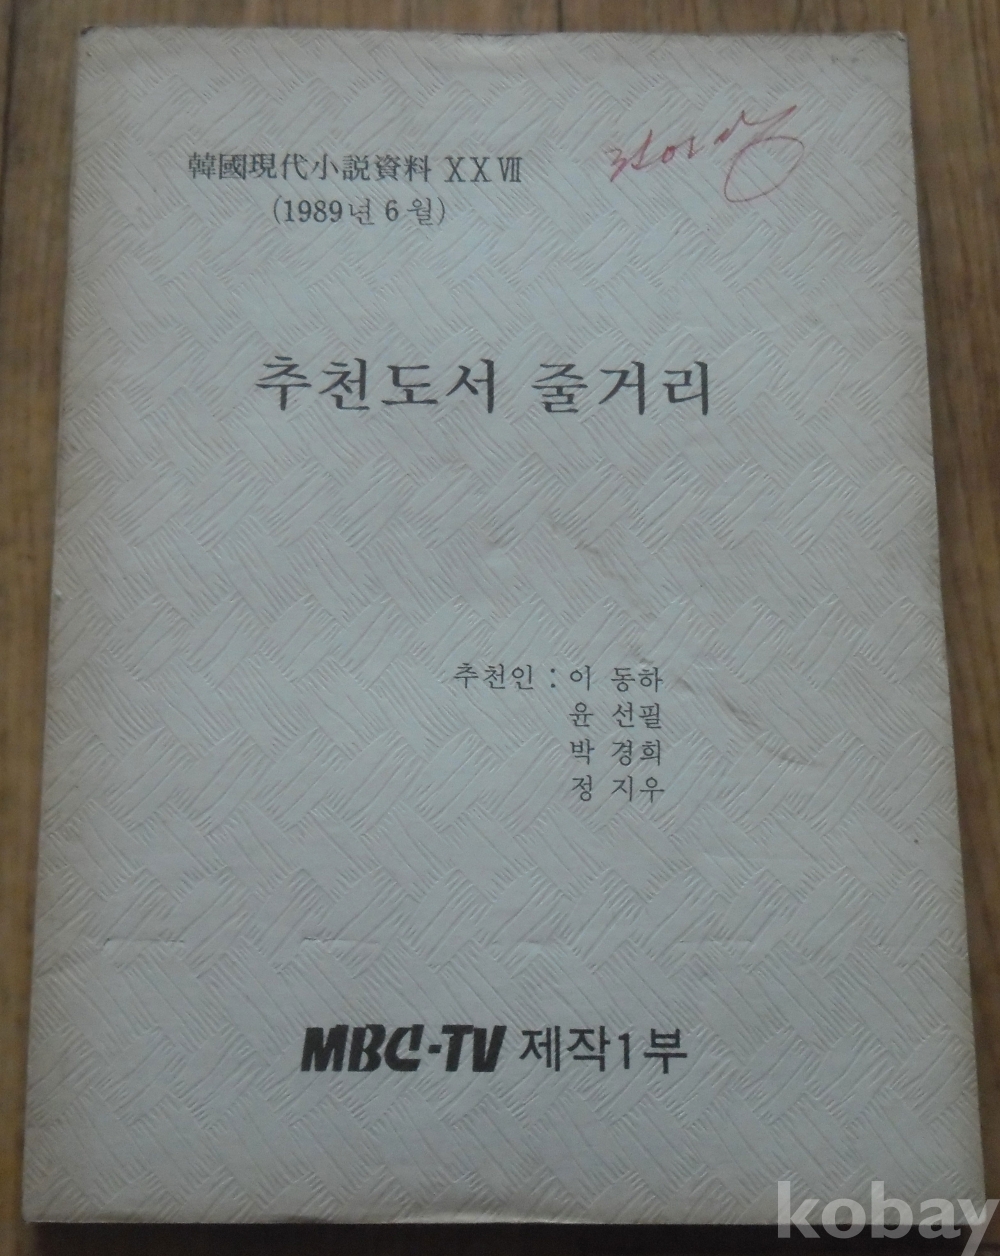 韓國現代小説資料 XXⅦ
(1989년 6월)
추천도서 줄거리
추천인 : 이 동하
윤 선필
박 경희
정 지우
MBC-TV 제작1부
kobay